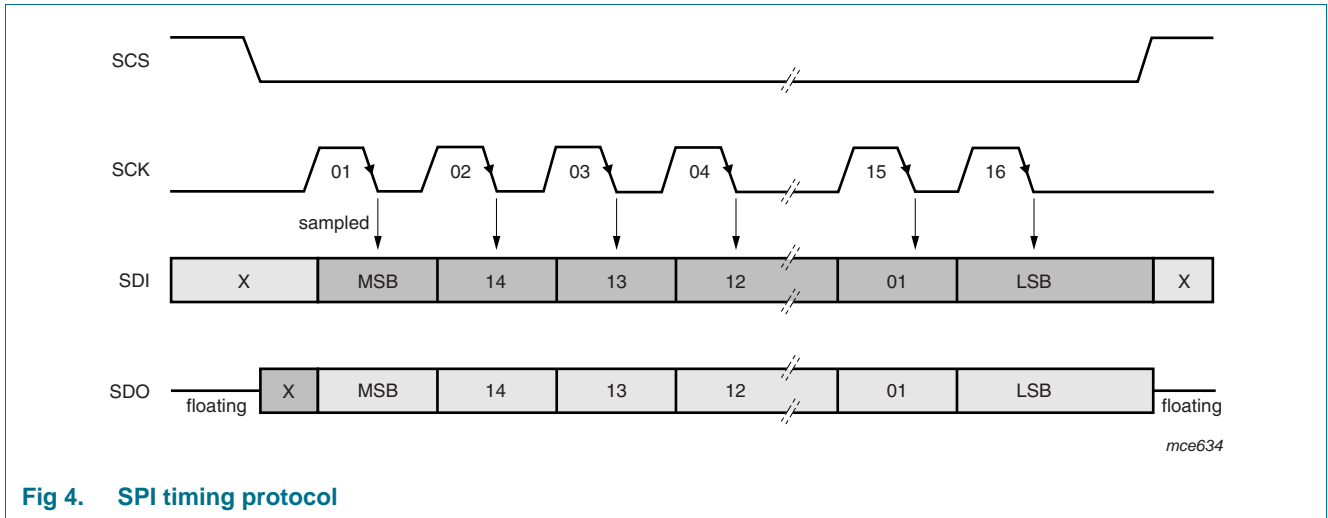 SCS
SCK
01 02 03 04 15 16
sampled
SDI
X MSB 14 13 12 01 LSB X
SDO
floating
X MSB 14 13 12 01 LSB
floating
mce634
Fig 4. SPI timing protocol